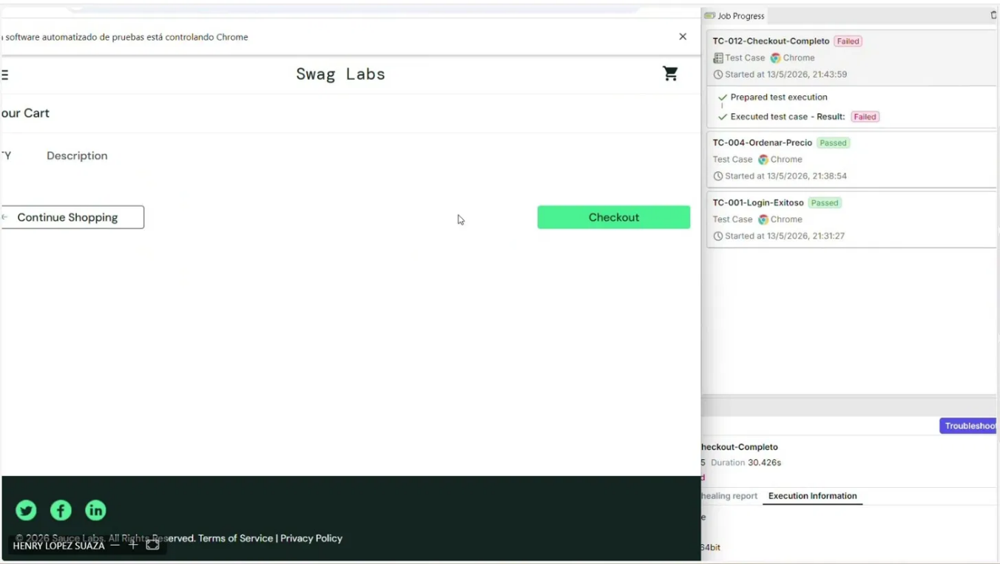 software automatizado de pruebas está controlando Chrome
Swag Labs
our Cart
TY
Description
Continue Shopping
Checkout
© 2026 Sauce Labs. All Rights Reserved. Terms of Service | Privacy Policy
HENRY LOPEZ SUAZA
Job Progress
TC-012-Checkout-Completo Failed
Test Case Chrome
Started at 13/5/2026, 21:43:59
Prepared test execution
Executed test case - Result: Failed
TC-004-Ordenar-Precio Passed
Test Case Chrome
Started at 13/5/2026, 21:38:54
TC-001-Login-Exitoso Passed
Test Case Chrome
Started at 13/5/2026, 21:31:27
Troubleshoot
heckout-Completo
5 Duration 30.426s
d
healing report Execution Information
e
64bit